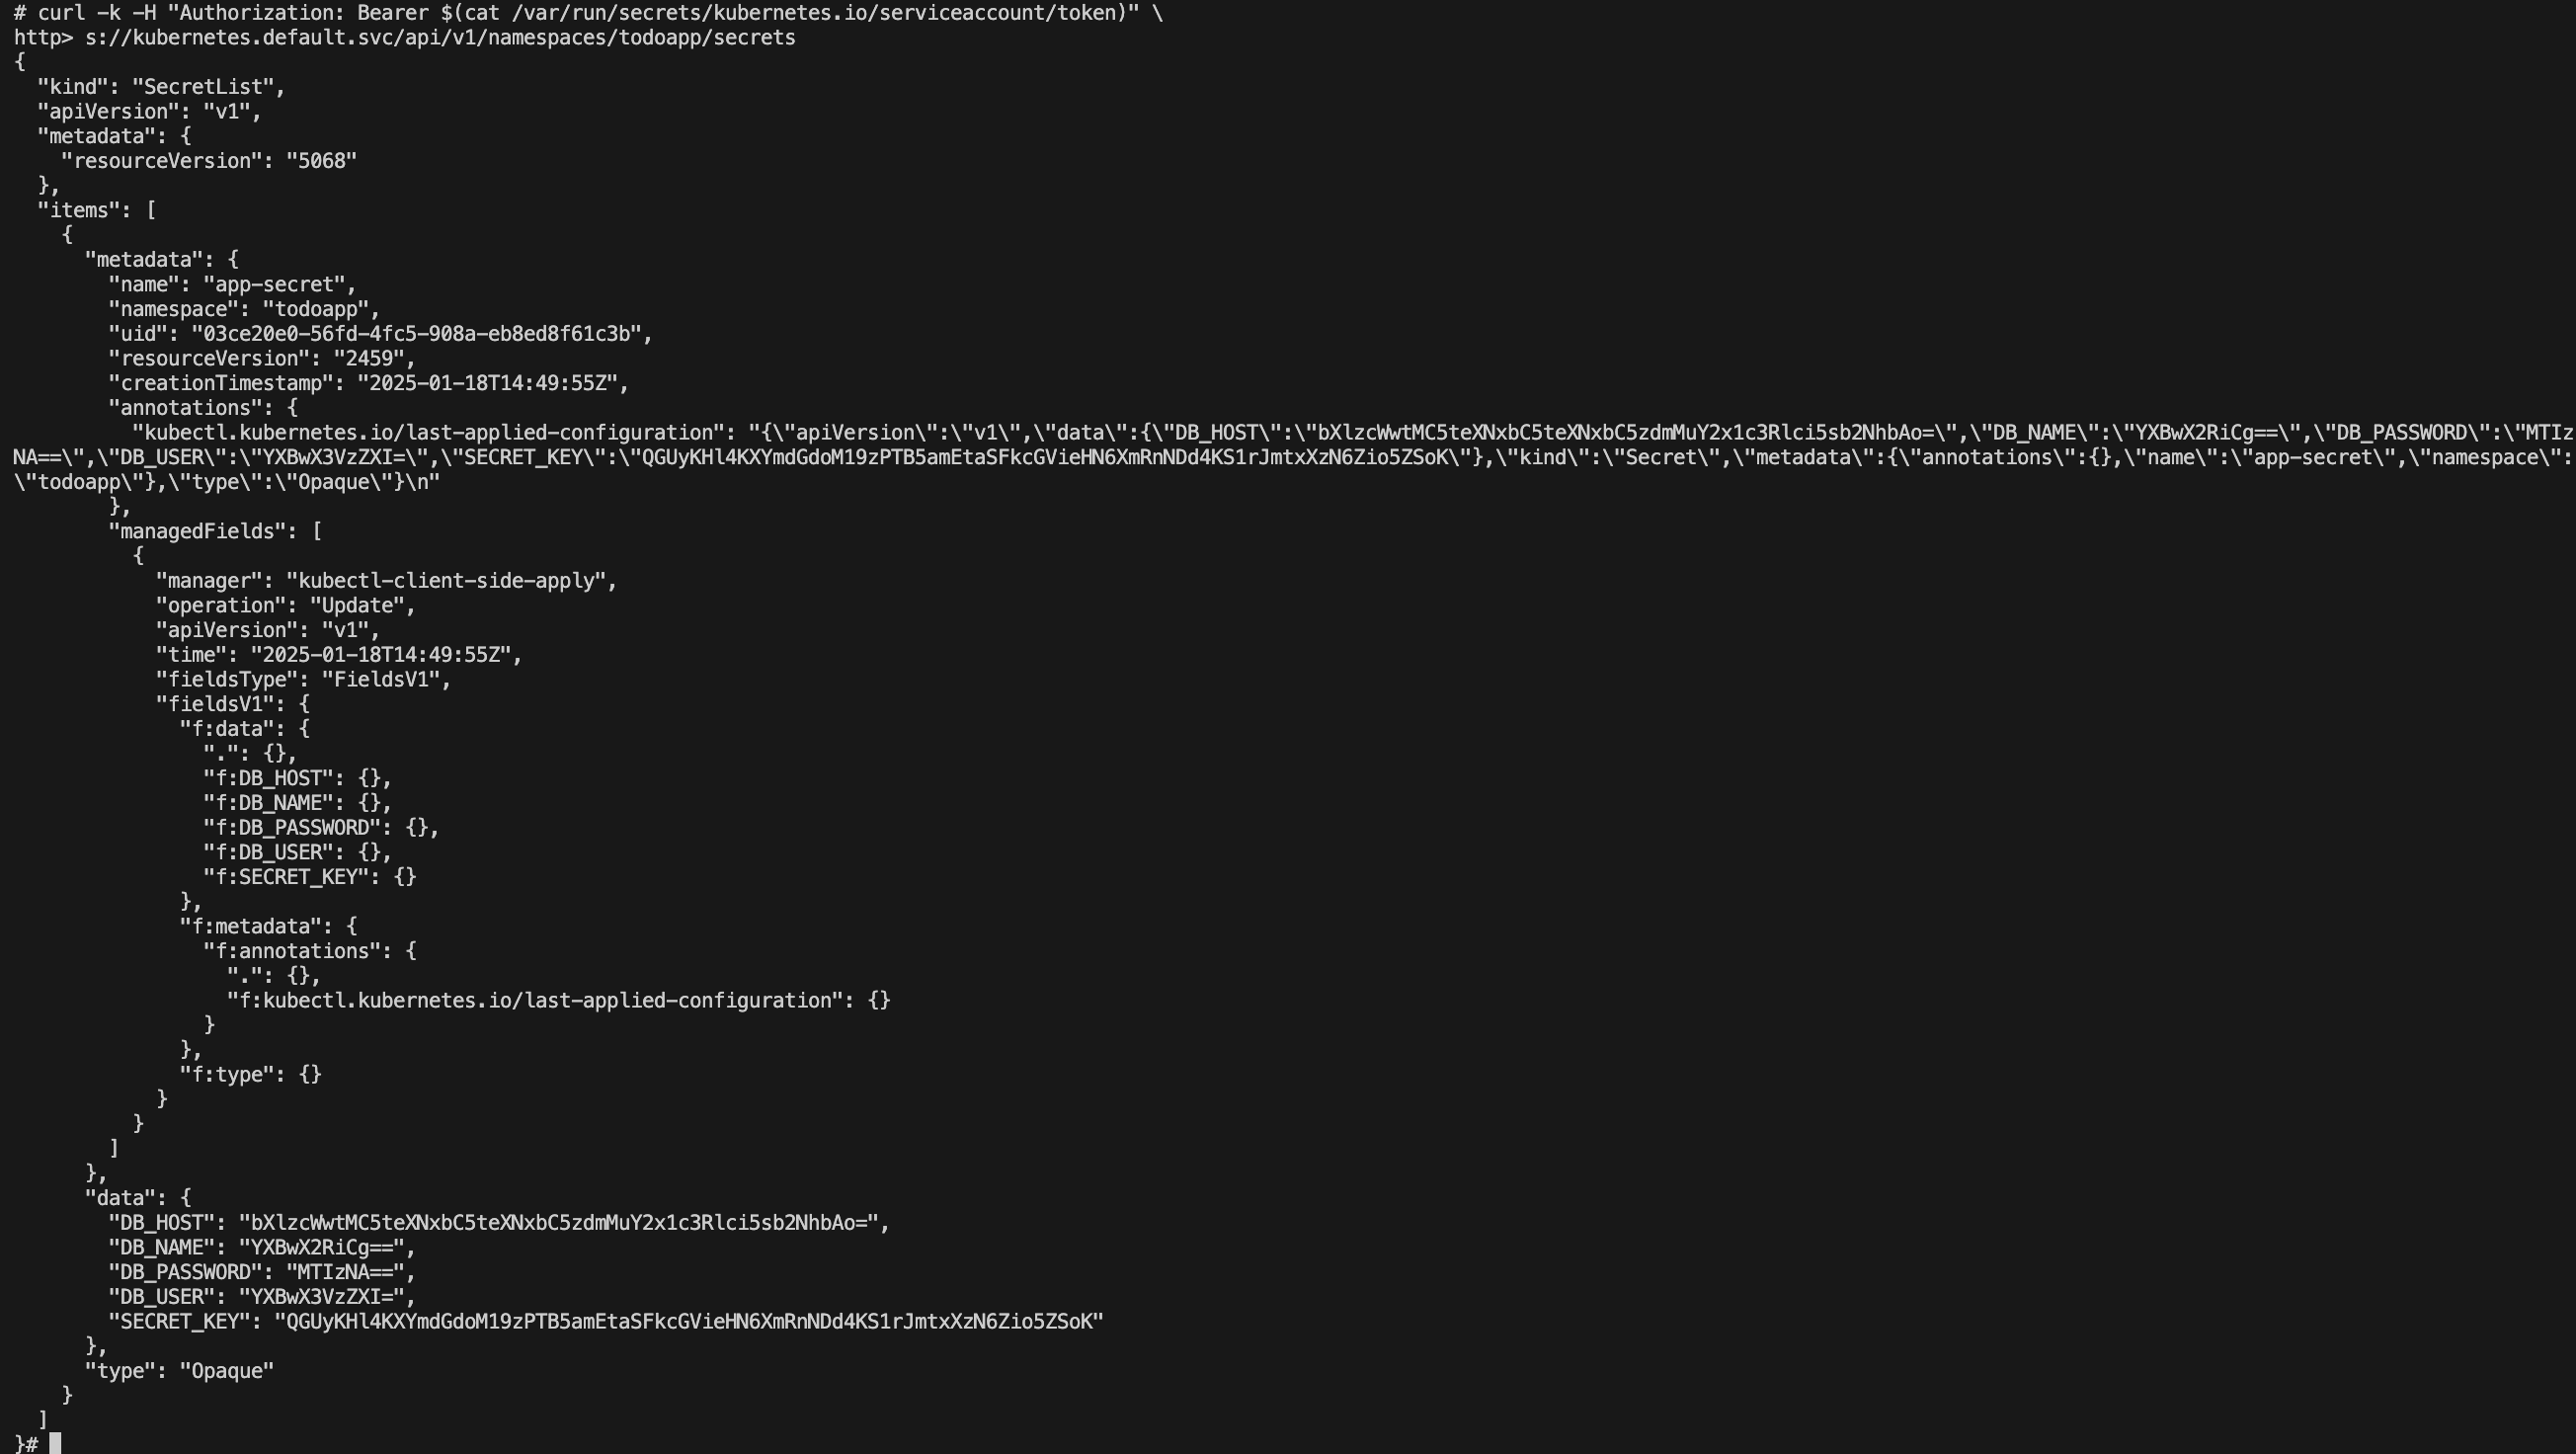 # curl -k -H "Authorization: Bearer $(cat /var/run/secrets/kubernetes.io/serviceaccount/token)" \
http> s://kubernetes.default.svc/api/v1/namespaces/todoapp/secrets
{
  "kind": "SecretList",
  "apiVersion": "v1",
  "metadata": {
    "resourceVersion": "5068"
  },
  "items": [
    {
      "metadata": {
        "name": "app-secret",
        "namespace": "todoapp",
        "uid": "03ce20e0-56fd-4fc5-908a-eb8ed8f61c3b",
        "resourceVersion": "2459",
        "creationTimestamp": "2025-01-18T14:49:55Z",
        "annotations": {
          "kubectl.kubernetes.io/last-applied-configuration": "{\"apiVersion\":\"v1\",\"data\":{\"DB_HOST\":\"bXlzcWwtMC5teXNxbC5teXNxbC5zdmMuY2x1c3Rlci5sb2NhbAo=\",\"DB_NAME\":\"YXBwX2RiCg==\",\"DB_PASSWORD\":\"MTIz
NA==\",\"DB_USER\":\"YXBwX3VzZXI=\",\"SECRET_KEY\":\"QGUyKHl4KXYmdGdoM19zPTB5amEtaSFkcGVieHN6XmRnNDd4KS1rJmtxXzN6Zio5ZSoK\"},\"kind\":\"Secret\",\"metadata\":{\"annotations\":{},\"name\":\"app-secret\",\"namespace\":
\"todoapp\"},\"type\":\"Opaque\"}\n"
        },
        "managedFields": [
          {
            "manager": "kubectl-client-side-apply",
            "operation": "Update",
            "apiVersion": "v1",
            "time": "2025-01-18T14:49:55Z",
            "fieldsType": "FieldsV1",
            "fieldsV1": {
              "f:data": {
                ".": {},
                "f:DB_HOST": {},
                "f:DB_NAME": {},
                "f:DB_PASSWORD": {},
                "f:DB_USER": {},
                "f:SECRET_KEY": {}
              },
              "f:metadata": {
                "f:annotations": {
                  ".": {},
                  "f:kubectl.kubernetes.io/last-applied-configuration": {}
                }
              },
              "f:type": {}
            }
          }
        ]
      },
      "data": {
        "DB_HOST": "bXlzcWwtMC5teXNxbC5teXNxbC5zdmMuY2x1c3Rlci5sb2NhbAo=",
        "DB_NAME": "YXBwX2RiCg==",
        "DB_PASSWORD": "MTIzNA==",
        "DB_USER": "YXBwX3VzZXI=",
        "SECRET_KEY": "QGUyKHl4KXYmdGdoM19zPTB5amEtaSFkcGVieHN6XmRnNDd4KS1rJmtxXzN6Zio5ZSoK"
      },
      "type": "Opaque"
    }
  ]
}#